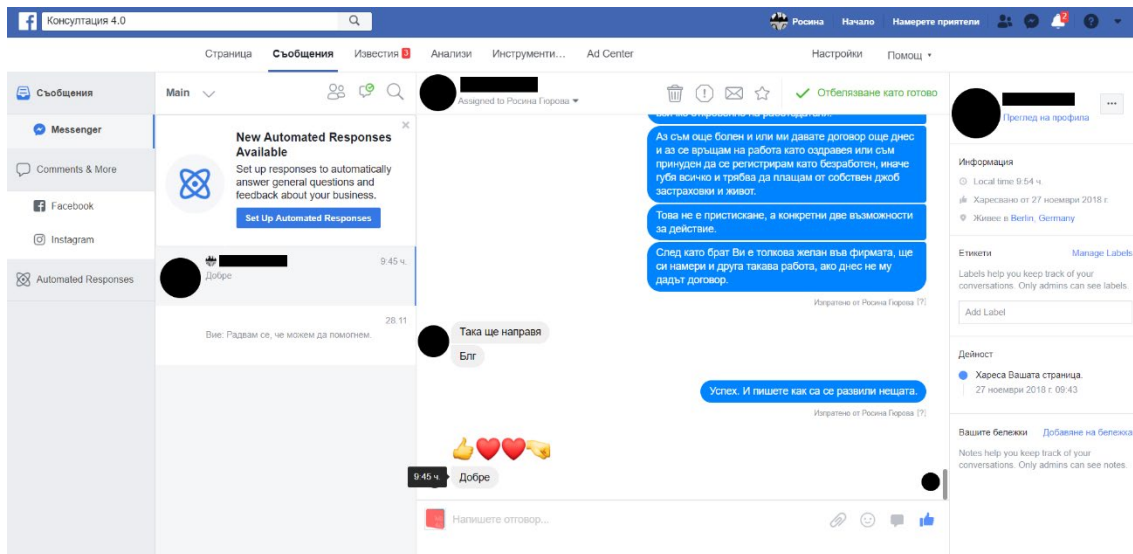 Консултация 4.0
Росина
Начало
Намерете приятели
2
Страница
Съобщения
Известия 3
Анализи
Инструменти...
Ad Center
Настройки
Помощ
Съобщения
Messenger
Comments & More
Facebook
Instagram
Automated Responses
Main
New Automated Responses
Available
Set up responses to automatically
answer general questions and
feedback about your business.
Set Up Automated Responses
9:45 ч.
Добре
28.11
Вие: Радвам се, че можем да помогнем.
Assigned to Росина Гюрова
Отбелязване като готово
Аз съм още болен и или ми давате договор още днес
и аз се връщам на работа като оздравея или съм
принуден да се регистрирам като безработен, иначе
губя всичко и трябва да плащам от собствен джоб
застраховки и живот.
Това не е пристискане, а конкретни две възможности
за действие.
След като брат Ви е толкова желан във фирмата, ще
си намери и друга такава работа, ако днес не му
дадът договор.
Изпратено от Росина Гюрова [?]
Така ще направя
Блг
Успех. И пишете как са се развили нещата.
Изпратено от Росина Гюрова [?]
9:45 ч.
Добре
Напишете отговор...
Преглед на профила
Информация
Local time 9:54 ч.
Харесвано от 27 ноември 2018 г.
Живее в Berlin, Germany
Етикети
Manage Labels
Labels help you keep track of your
conversations. Only admins can see labels.
Add Label
Дейност
Хареса Вашата страница.
27 ноември 2018 г. 09:43
Вашите бележки
Добавяне на бележка
Notes help you keep track of your
conversations. Only admins can see notes.